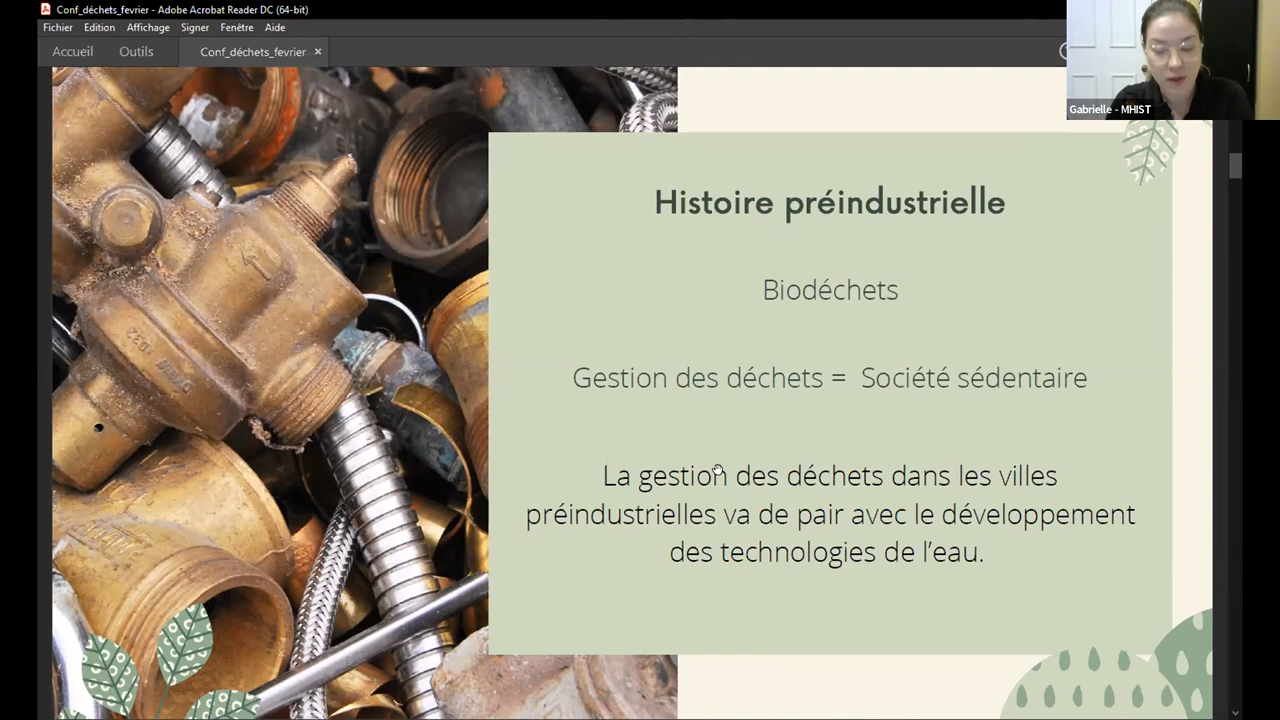 Conf_déchets_fevrier - Adobe Acrobat Reader DC (64-bit)
Fichier Edition Affichage Signer Fenêtre Aide
Accueil Outils Conf_déchets_fevrier ×
Gabrielle - MHIST
Histoire préindustrielle
Biodéchets
Gestion des déchets = Société sédentaire
La gestion des déchets dans les villes
préindustrielles va de pair avec le développement
des technologies de l'eau.